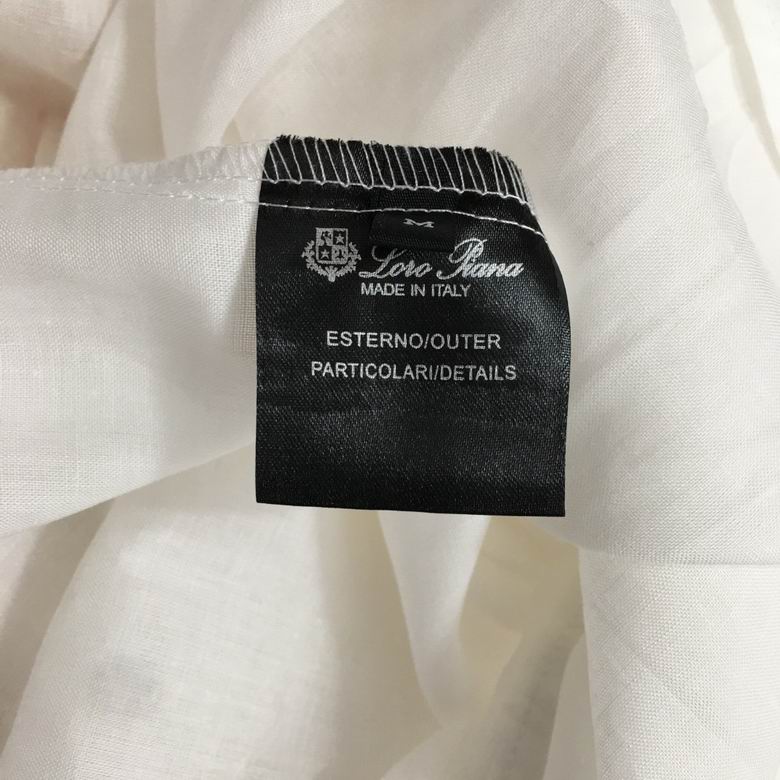 M
Loro Piana
MADE IN ITALY
ESTERNO/OUTER
PARTICOLARI/DETAILS